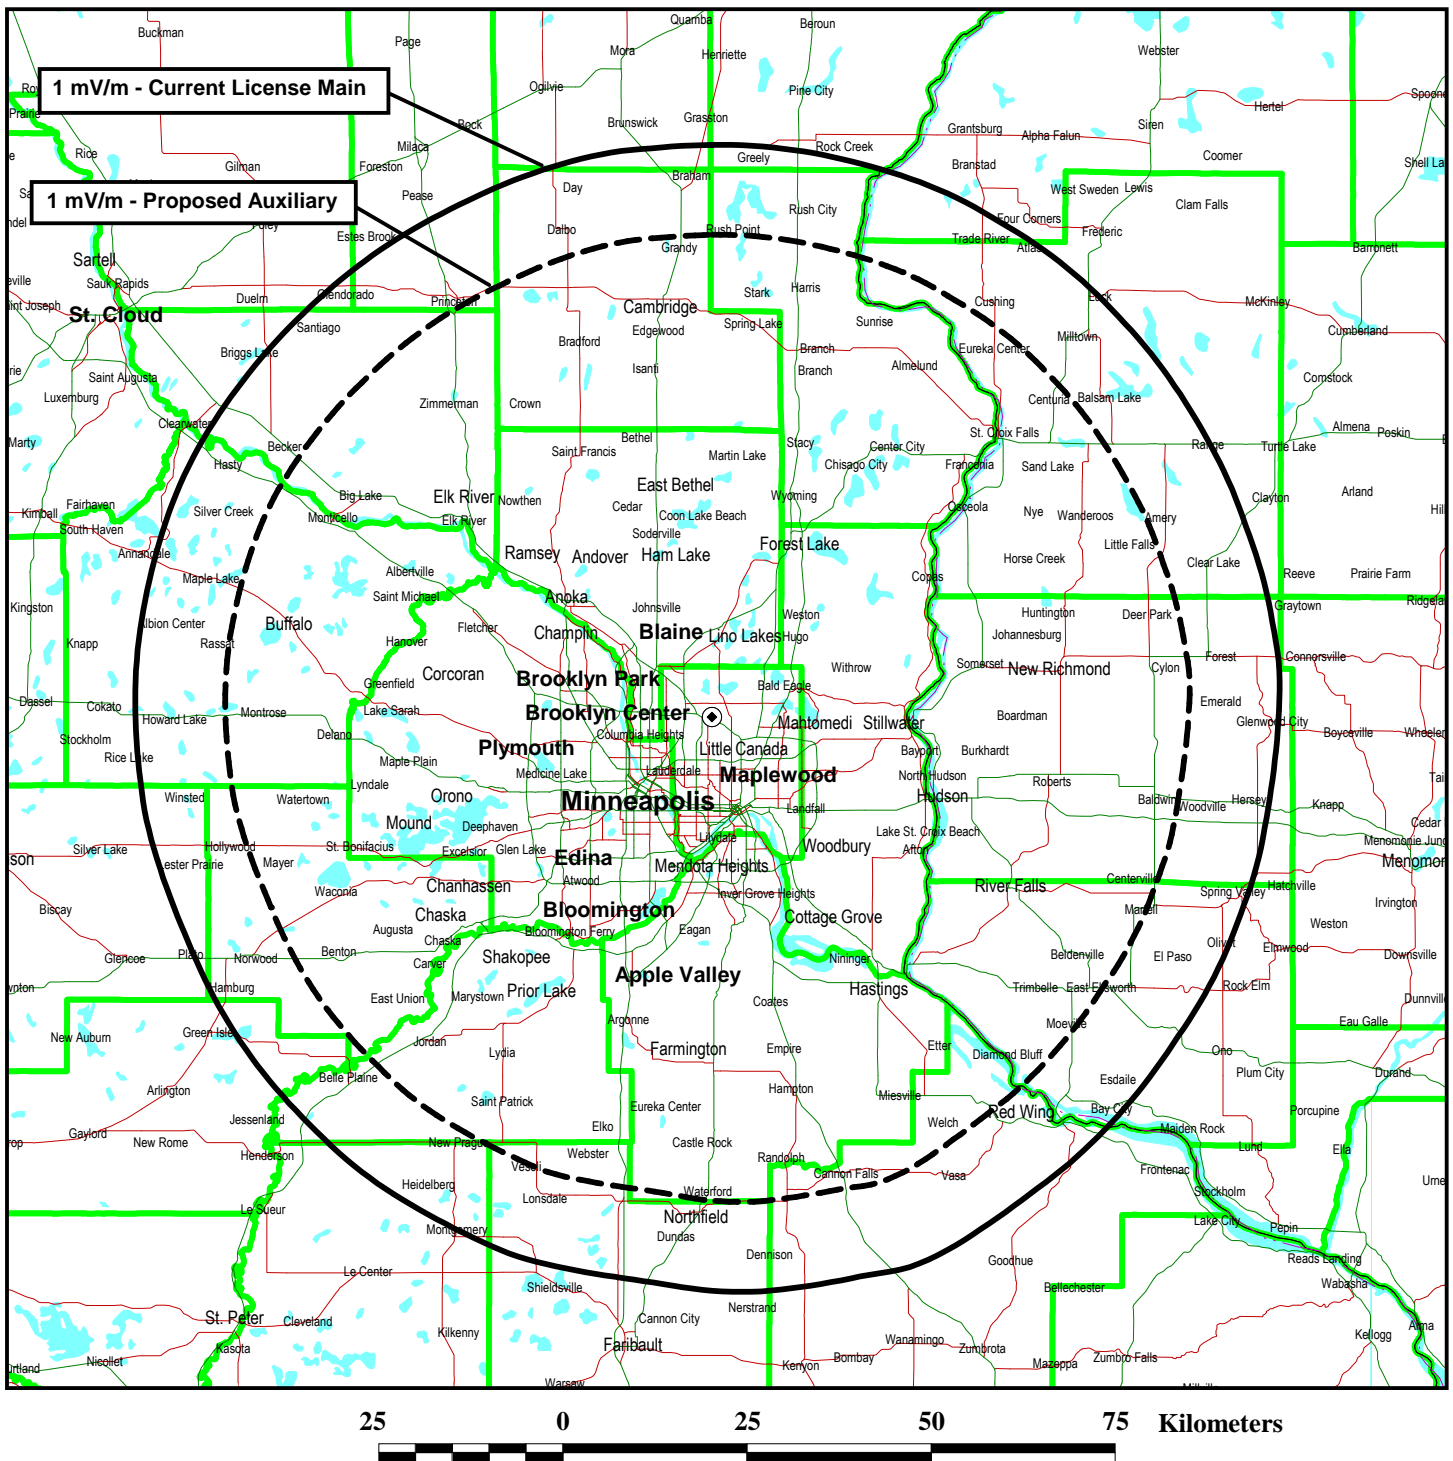 Quamba
Beroun
Buckman
Page
Mora
Henriette
Webster
1 mV/m - Current License Main
Ogilvie
Pine City
Hertel
Rock
Brunswick
Grasston
Grantsburg
Alpha Falun
Siren
Prairie
Milaca
Rock Creek
Rice
Gilman
Foreston
Greely
Branstad
Coomer
Braham
Pease
Day
West Sweden
Lewis
1 mV/m - Proposed Auxiliary
Rush City
Clam Falls
Four Corners
Estes Brook
Dalbo
Rush Point
Trade River
Atlas
Frederic
Grandy
Barronett
Sartell
Sauk Rapids
Duelm
Glendorado
Princeton
Stark
Harris
Cushing
Luck
McKinley
St. Cloud
Cambridge
Santiago
Edgewood
Spring Lake
Sunrise
Cumberland
Briggs Lake
Bradford
Branch
Eureka Center
Milltown
Saint Augusta
Isanti
Branch
Almelund
Comstock
Luxemburg
Zimmerman
Crown
Centuria
Balsam Lake
Clearwater
Marty
Becker
Bethel
Stacy
Center City
St. Croix Falls
Range
Turtle Lake
Almena
Poskin
Hasty
Saint Francis
Martin Lake
Chisago City
Franconia
Sand Lake
Big Lake
Elk River
Nowthen
East Bethel
Wyoming
Clayton
Arland
Fairhaven
Kimball
Silver Creek
Monticello
Elk River
Cedar
Coon Lake Beach
Osceola
Nye
Wanderoos
Amery
South Haven
Soderville
Annandale
Ramsey
Andover
Ham Lake
Forest Lake
Little Falls
Horse Creek
Clear Lake
Maple Lake
Albertville
Copas
Reeve
Prairie Farm
Kingston
Saint Michael
Anoka
Johnsville
Weston
Huntington
Deer Park
Graytown
Albion Center
Buffalo
Fletcher
Champlin
Blaine
Lino Lakes
Hugo
Johannesburg
Knapp
Rassat
Hanover
Corcoran
Withrow
Somerset
New Richmond
Cylon
Forest
Connorsville
Greenfield
Brooklyn Park
Bald Eagle
Dassel
Cokato
Howard Lake
Montrose
Lake Sarah
Brooklyn Center
Mahtomedi
Stillwater
Boardman
Emerald
Glenwood City
Stockholm
Delano
Plymouth
Columbia Heights
Little Canada
Bayport
Burkhardt
Boyceville
Rice Lake
Maple Plain
Medicine Lake
Lauderdale
Maplewood
North Hudson
Roberts
Winsted
Watertown
Lyndale
Orono
Minneapolis
Landfall
Hudson
Baldwin
Woodville
Hersey
Knapp
Mound
Deephaven
Lilydale
Lake St. Croix Beach
Silver Lake
Hollywood
St. Bonifacius
Excelsior
Glen Lake
Edina
Woodbury
Afton
Lester Prairie
Mayer
Mendota Heights
Waconia
Chanhassen
Atwood
River Falls
Centerville
Spring Valley
Hatchville
Biscay
Chaska
Bloomington
Inver Grove Heights
Cottage Grove
Martell
Weston
Irvington
Augusta
Chaska
Bloomington Ferry
Eagan
Olivet
Elmwood
Glencoe
Plato
Norwood
Benton
Carver
Shakopee
Nininger
Beldenville
El Paso
Downsville
Hamburg
East Union
Marystown
Prior Lake
Apple Valley
Coates
Hastings
Trimbelle
East Ellsworth
Rock Elm
New Auburn
Green Isle
Jordan
Argonne
Moeville
Eau Galle
Lydia
Farmington
Empire
Etter
Diamond Bluff
Ono
Belle Plaine
Plum City
Durand
Arlington
Saint Patrick
Hampton
Miesville
Esdaile
Jessenland
Eureka Center
Red Wing
Bay City
Porcupine
Gaylord
New Rome
New Prague
Elko
Castle Rock
Welch
Maiden Rock
Lund
Henderson
Webster
Randolph
Cannon Falls
Vasa
Frontenac
Ella
Heidelberg
Veseli
Lonsdale
Waterford
Stockholm
Le Sueur
Northfield
Lake City
Pepin
Montgomery
Dundas
Dennison
Goodhue
Reads Landing
Le Center
Shieldsville
Bellechester
Wabasha
St. Peter
Cleveland
Nerstrand
Cannon City
Kellogg
Alma
Kasota
Kilkenny
Faribault
Wanamingo
Zumbrota
Nicollet
Kenyon
Bombay
Mazeppa
Zumbro Falls
Warsaw
25 0 25 50 75 Kilometers